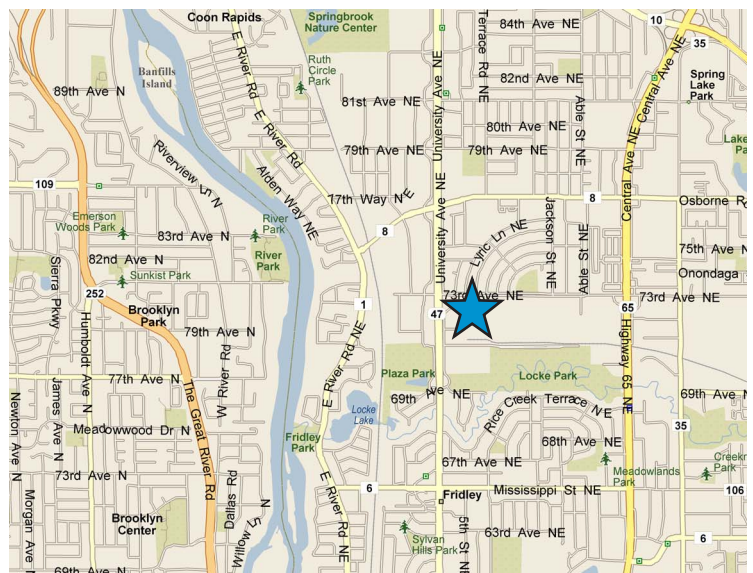 Coon Rapids
Springbrook
Nature Center
Terrace Rd NE
84th Ave NE
10
35
Banfills
Island
E River Rd
E River Rd
Ruth
Circle
Park
University Ave NE
82nd Ave NE
Central Ave NE
Spring
Lake
Park
89th Ave N
81st Ave NE
Able St NE
80th Ave NE
79th Ave NE
79th Ave NE
Lake
Pa
Riverview Ln N
Alden Way NE
109
17th Way NE
8
Central Ave NE
Osborne R
Emerson
Woods Park
83rd Ave N
River
Park
River
Park
8
University Ave NE
Lyric Ln NE
Jackson St NE
Able St NE
75th Ave N
Onondaga
82nd Ave N
Sunkist Park
Sierra Pkwy
252
Brooklyn
Park
1
73rd Ave NE
47
65
73rd Ave NE
Humboldt Ave N
79th Ave N
W River Rd
E River Rd NE
Highway 65 NE
77th Ave N
James Ave N
Newton Ave N
The Great River Rd
Plaza Park
69th Ave NE
Locke Park
69th Ave N
Meadowwood Dr N
Locke
Lake
Rice Creek Terrace NE
35
Fridley
Park
68th Ave NE
67th Ave NE
73rd Ave N
Meadowlands
Park
Creekr
Park
E River Rd NE
6
Fridley
Mississippi St NE
106
Morgan Ave N
Brooklyn
Center
Dallas Rd
Willow Ln N
Sylvan
Hills Park
5th St NE
63rd Ave NE
6
69th Ave N